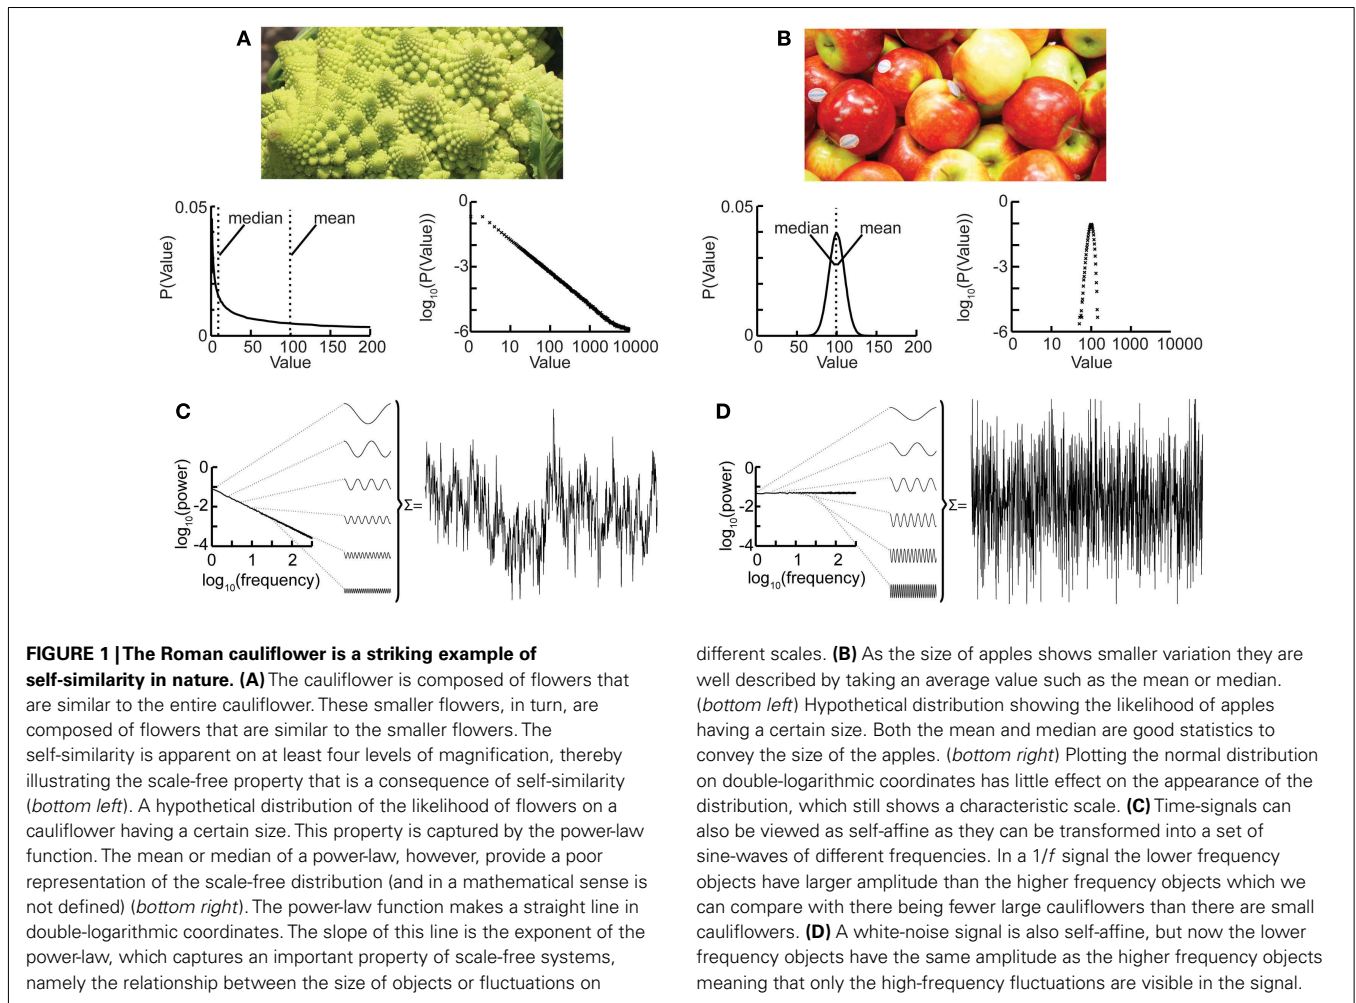 A
B
0.05
median
mean
P(Value)
0
0 50 100 150 200
Value
0
-3
-6
log10(P(Value))
0 10 100 1000 10000
Value
0.05
median
mean
P(Value)
0
0 50 100 150 200
Value
0
-3
-6
log10(P(Value))
0 10 100 1000 10000
Value
C
0
-2
-4
log10(power)
0 1 2
log10(frequency)
Σ=
D
0
-2
-4
log10(power)
0 1 2
log10(frequency)
Σ=
FIGURE 1 | The Roman cauliflower is a striking example of
self-similarity in nature. (A) The cauliflower is composed of flowers that
are similar to the entire cauliflower. These smaller flowers, in turn, are
composed of flowers that are similar to the smaller flowers. The
self-similarity is apparent on at least four levels of magnification, thereby
illustrating the scale-free property that is a consequence of self-similarity
(bottom left). A hypothetical distribution of the likelihood of flowers on a
cauliflower having a certain size. This property is captured by the power-law
function. The mean or median of a power-law, however, provide a poor
representation of the scale-free distribution (and in a mathematical sense is
not defined) (bottom right). The power-law function makes a straight line in
double-logarithmic coordinates. The slope of this line is the exponent of the
power-law, which captures an important property of scale-free systems,
namely the relationship between the size of objects or fluctuations on
different scales. (B) As the size of apples shows smaller variation they are
well described by taking an average value such as the mean or median.
(bottom left) Hypothetical distribution showing the likelihood of apples
having a certain size. Both the mean and median are good statistics to
convey the size of the apples. (bottom right) Plotting the normal distribution
on double-logarithmic coordinates has little effect on the appearance of the
distribution, which still shows a characteristic scale. (C) Time-signals can
also be viewed as self-affine as they can be transformed into a set of
sine-waves of different frequencies. In a 1/f signal the lower frequency
objects have larger amplitude than the higher frequency objects which we
can compare with there being fewer large cauliflowers than there are small
cauliflowers. (D) A white-noise signal is also self-affine, but now the lower
frequency objects have the same amplitude as the higher frequency objects
meaning that only the high-frequency fluctuations are visible in the signal.